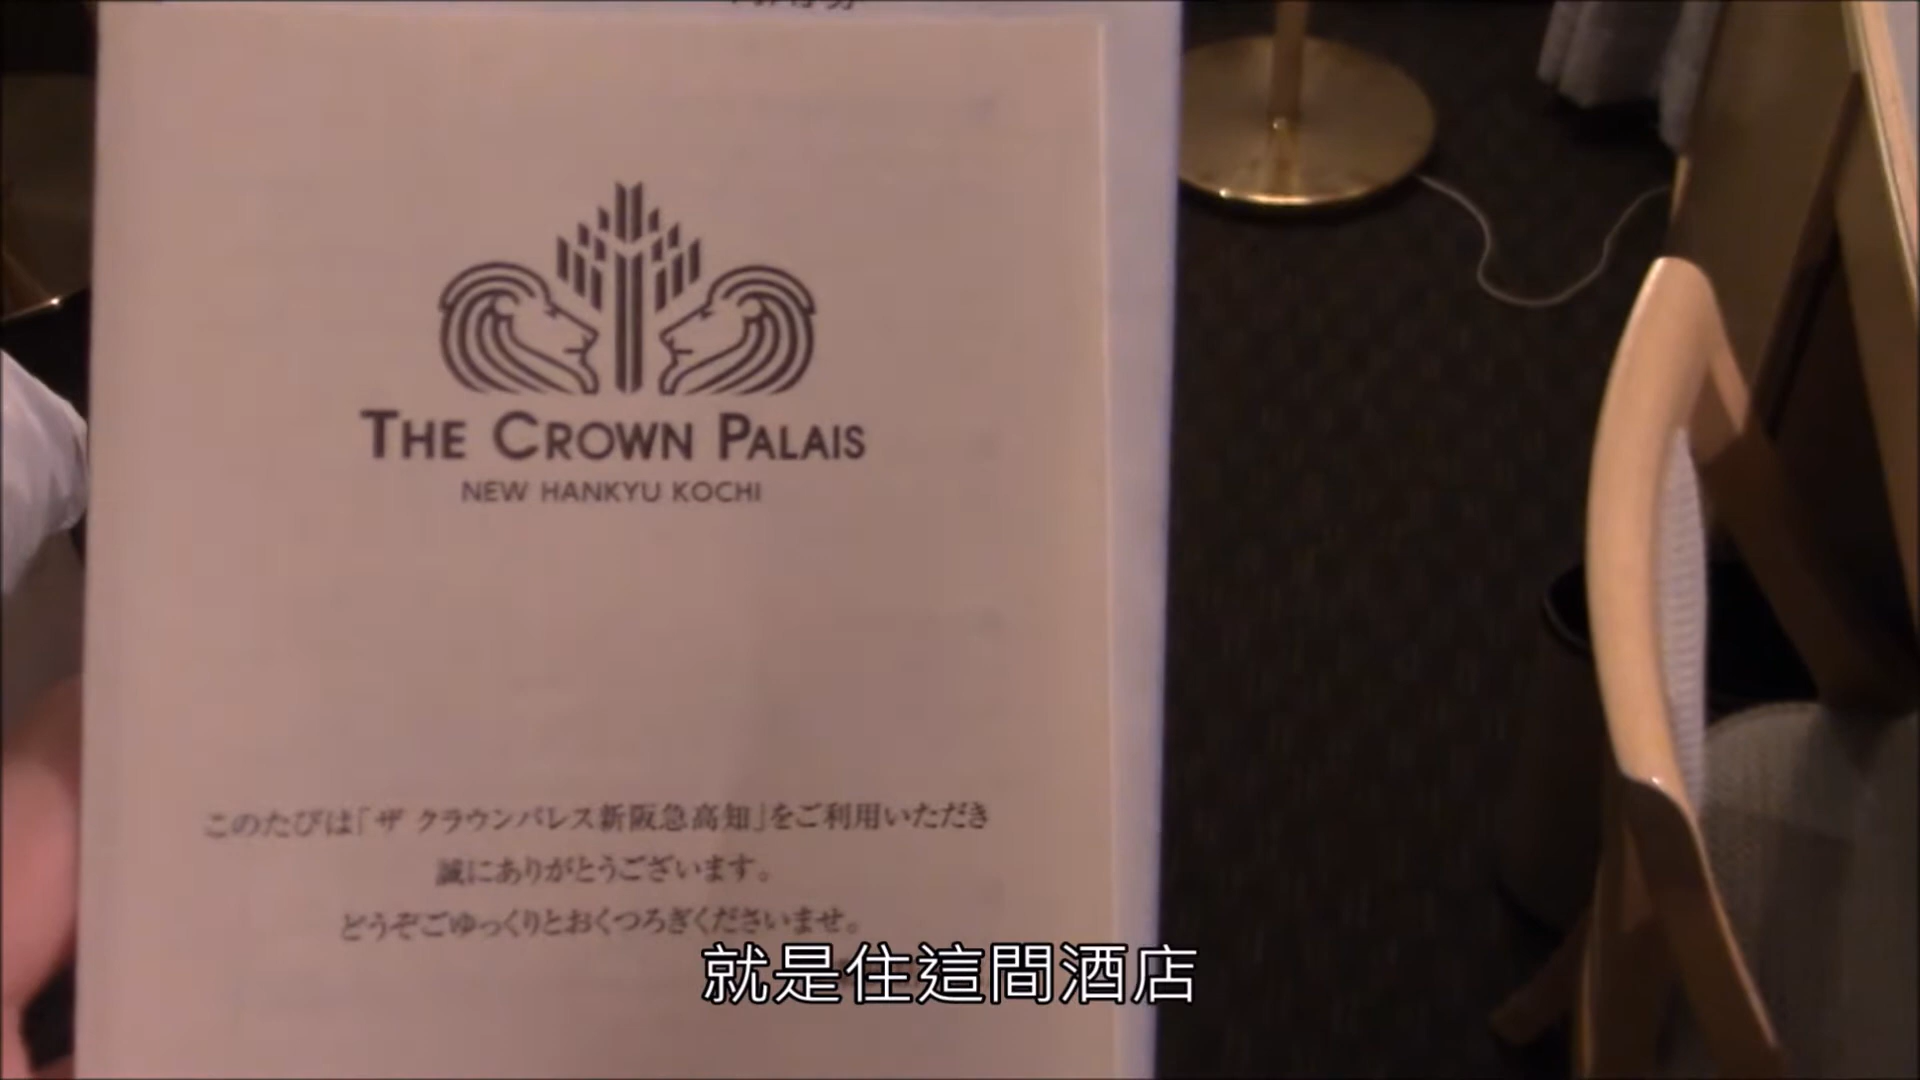 THE CROWN PALAIS
NEW HANKYU KOCHI
このたびは「ザ クラウンパレス新阪急高知」をご利用いただき
誠にありがとうございます。
どうぞごゆっくりとおくつろぎくださいませ。
就是住這間酒店